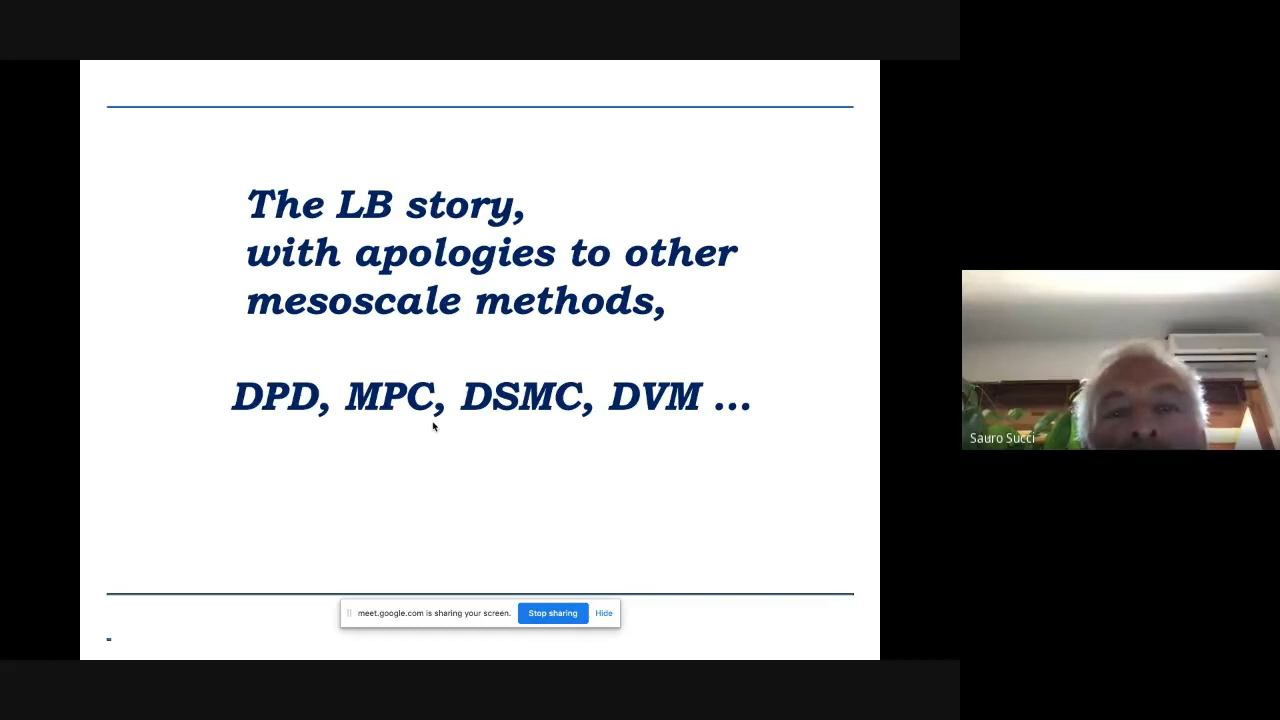 The LB story,
with apologies to other
mesoscale methods,
DPD, MPC, DSMC, DVM ...
Sauro Succi
meet.google.com is sharing your screen. Stop sharing Hide